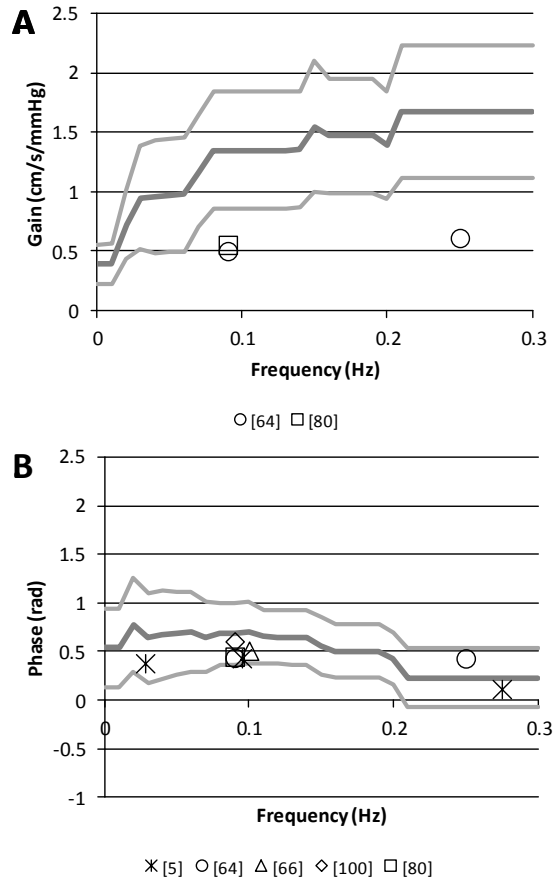 A
2.5
2
1.5
1
0.5
0
0 0.1 0.2 0.3
Gain (cm/s/mmHg)
Frequency (Hz)
[64] [80]
B
2.5
2
1.5
1
0.5
0
-0.5
-1
0 0.1 0.2 0.3
Phase (rad)
Frequency (Hz)
[5] [64] [66] [100] [80]